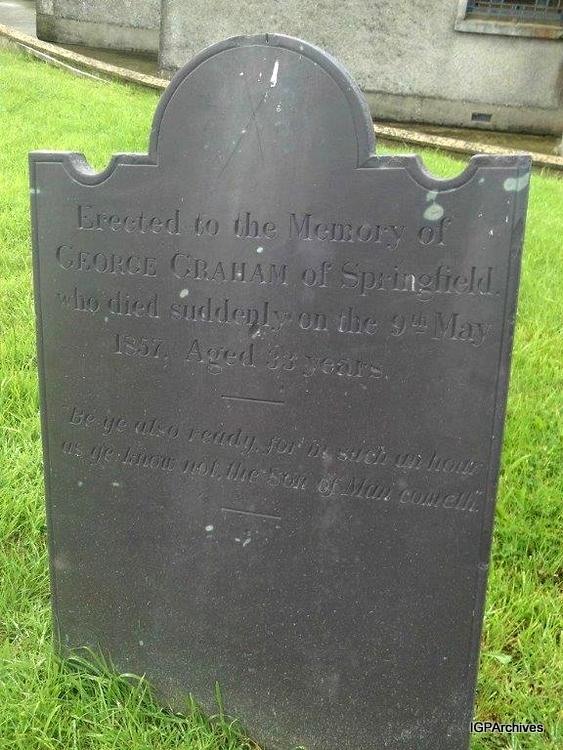 Erected to the Memory of
GEORGE GRAHAM of Springfield
who died suddenly on the 9th May
1857, Aged 33 years.
"Be ye also ready, for in such an hour
as ye know not, the Son of Man cometh".
IGPArchives